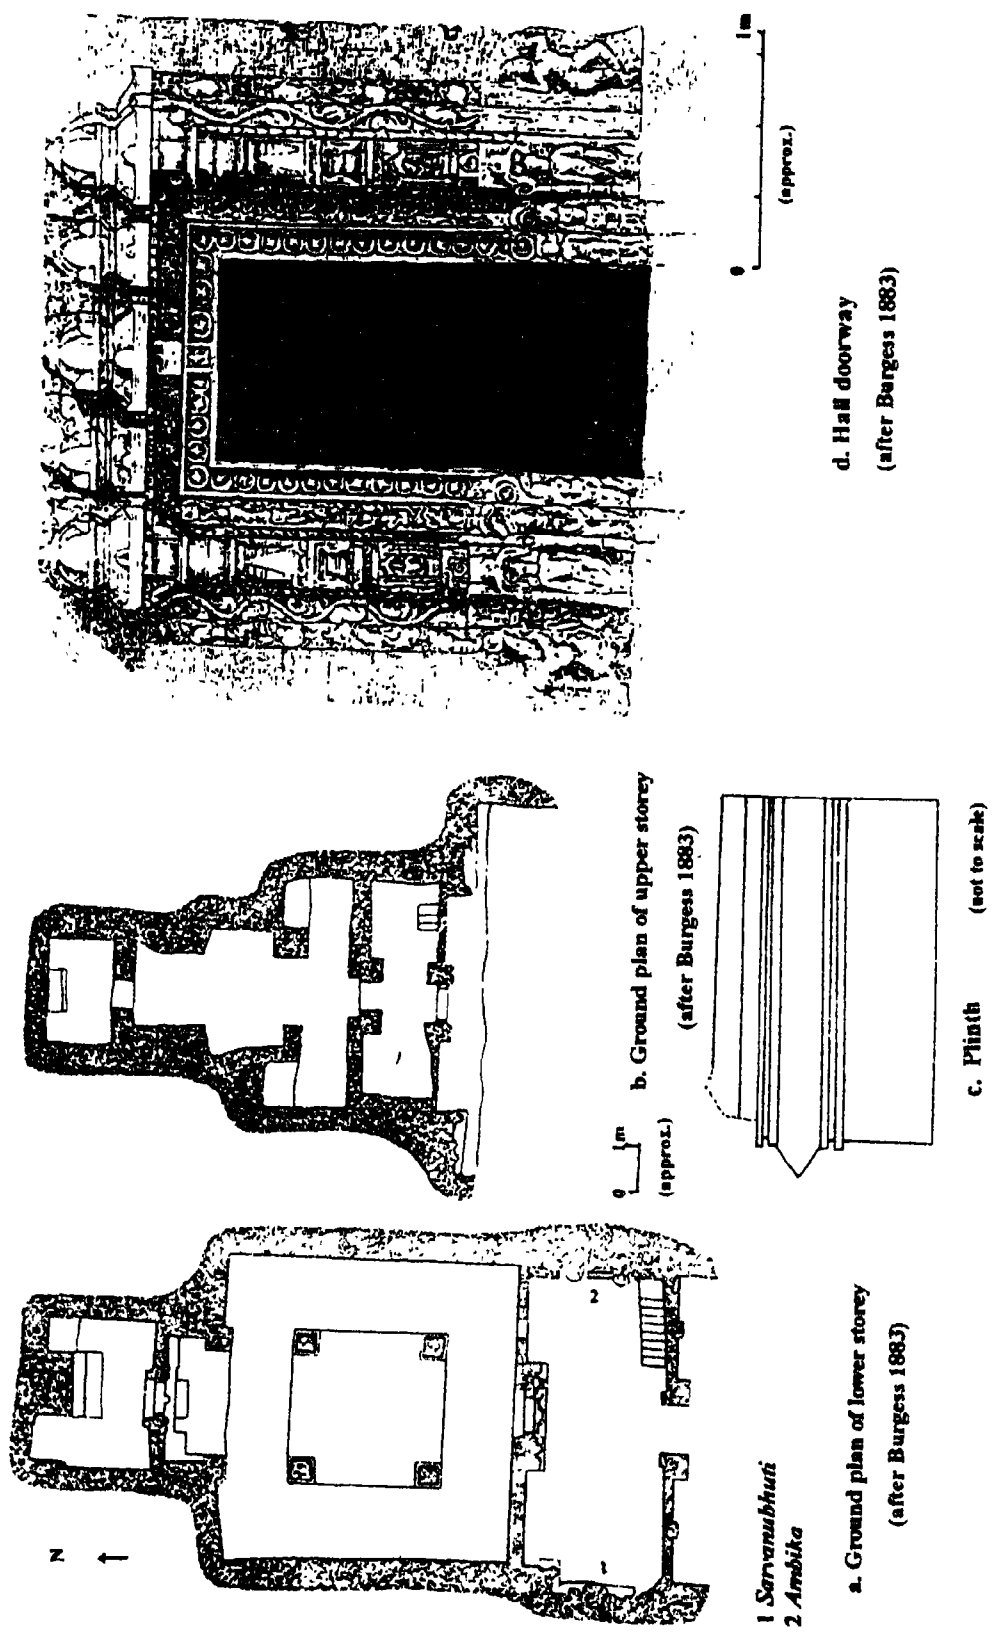 N
1
2
1 Sarvanubhuti
2 Ambika
a. Ground plan of lower storey
(after Burgess 1883)
0 1m
(approx.)
b. Ground plan of upper storey
(after Burgess 1883)
c. Plinth (not to scale)
0 1m
(approx.)
d. Hall doorway
(after Burgess 1883)